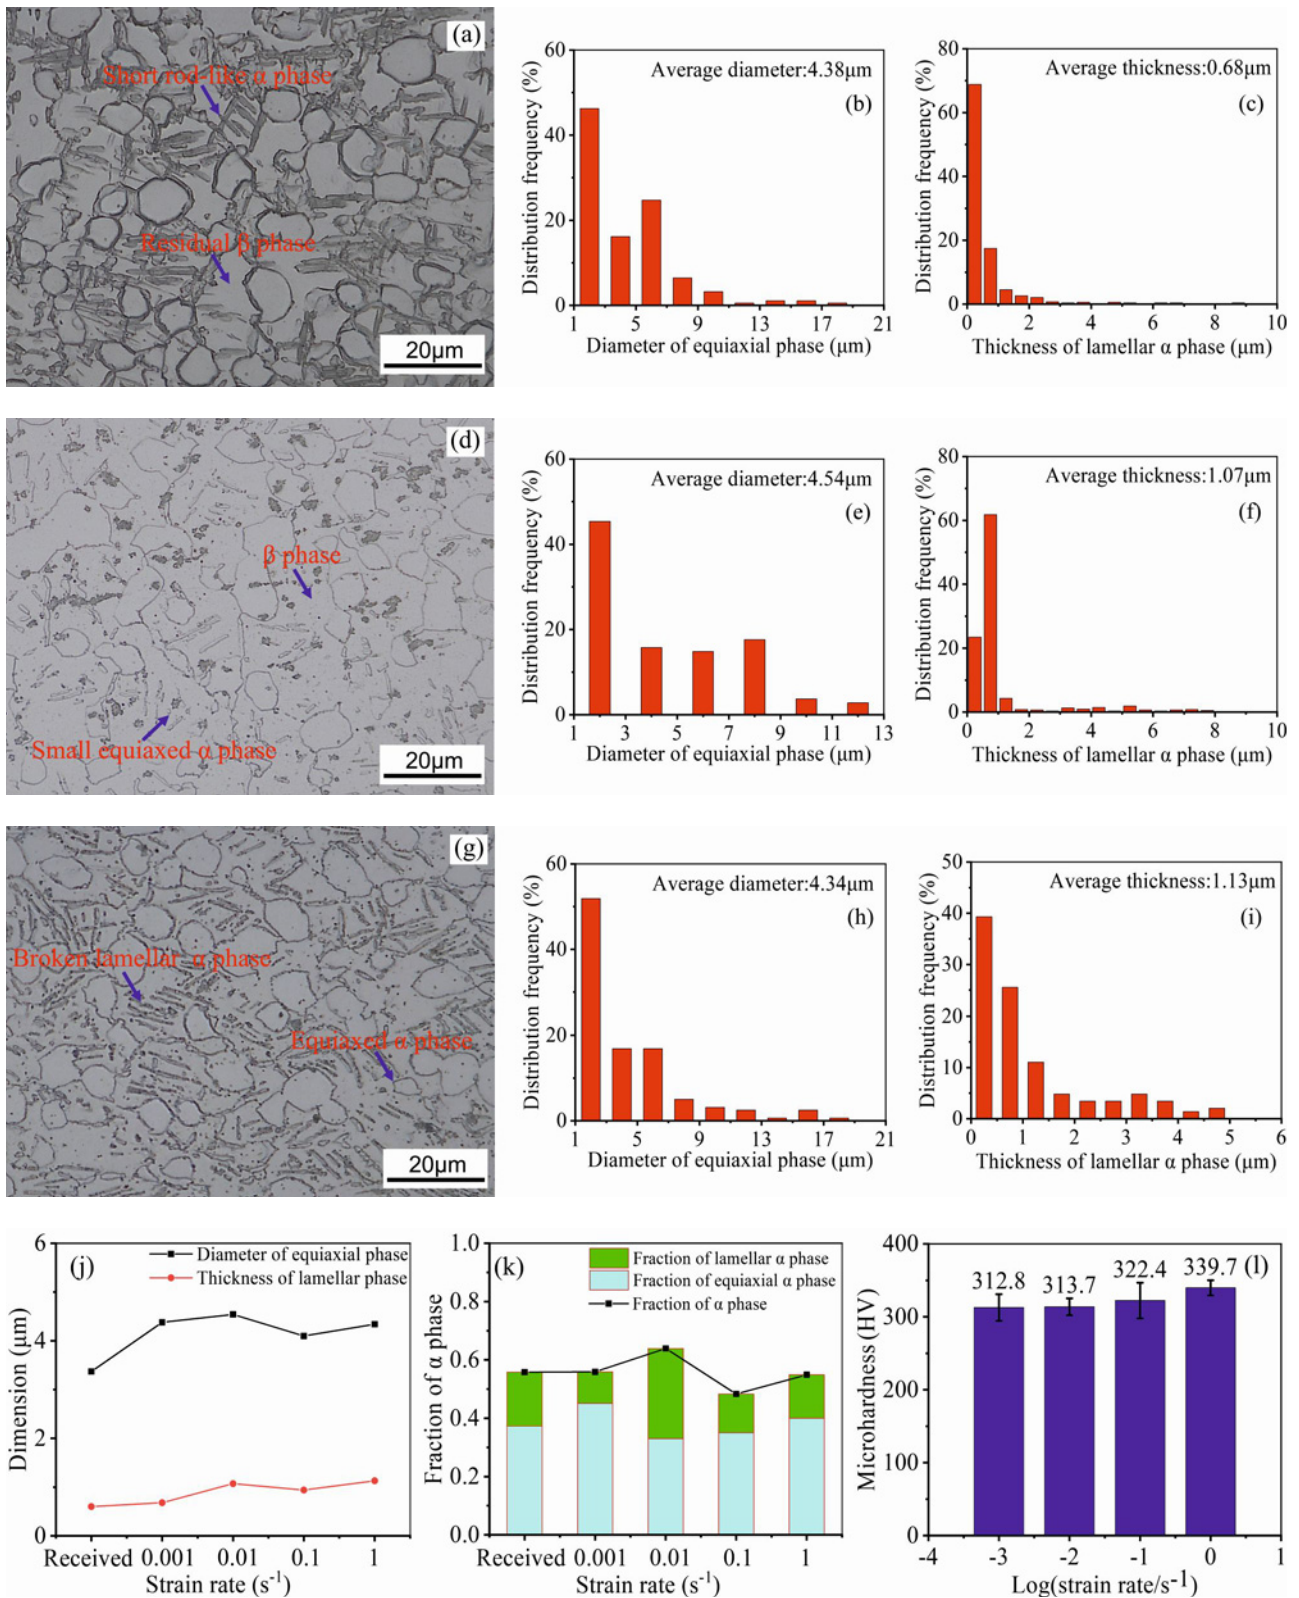 (a)
Short rod-like α phase
Residual β phase
20μm
Distribution frequency (%)
60
40
20
0
Average diameter:4.38μm
(b)
1 5 9 13 17 21
Diameter of equiaxial phase (μm)
Distribution frequency (%)
80
60
40
20
0
Average thickness:0.68μm
(c)
0 2 4 6 8 10
Thickness of lamellar α phase (μm)
(d)
β phase
Small equiaxed α phase
20μm
Distribution frequency (%)
60
40
20
0
Average diameter:4.54μm
(e)
1 3 5 7 9 11 13
Diameter of equiaxial phase (μm)
Distribution frequency (%)
80
60
40
20
0
Average thickness:1.07μm
(f)
0 2 4 6 8 10
Thickness of lamellar α phase (μm)
(g)
Broken lamellar α phase
Equiaxed α phase
20μm
Distribution frequency (%)
60
40
20
0
Average diameter:4.34μm
(h)
1 5 9 13 17 21
Diameter of equiaxial phase (μm)
Distribution frequency (%)
50
40
30
20
10
0
Average thickness:1.13μm
(i)
0 1 2 3 4 5 6
Thickness of lamellar α phase (μm)
Dimension (μm)
6
4
2
0
(j)
Diameter of equiaxial phase
Thickness of lamellar phase
Received 0.001 0.01 0.1 1
Strain rate (s⁻¹)
Fraction of α phase
1.0
0.8
0.6
0.4
0.2
0.0
(k)
Fraction of lamellar α phase
Fraction of equiaxial α phase
Fraction of α phase
Received 0.001 0.01 0.1 1
Strain rate (s⁻¹)
Microhardness (HV)
400
300
200
100
0
312.8 313.7 322.4 339.7
(l)
-4 -3 -2 -1 0 1
Log(strain rate/s⁻¹)